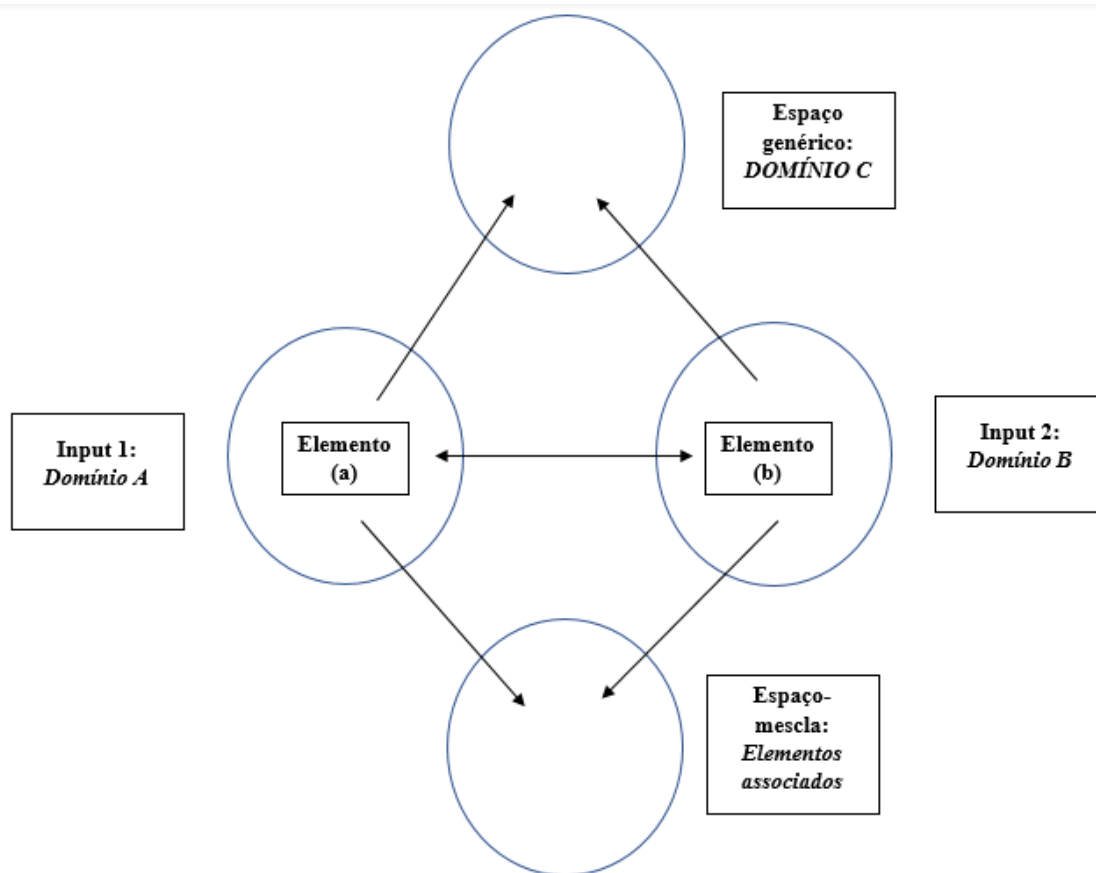 Espaço
genérico:
DOMÍNIO C
Input 1:
Domínio A
Elemento
(a)
Elemento
(b)
Input 2:
Domínio B
Espaço-
mescla:
Elementos
associados